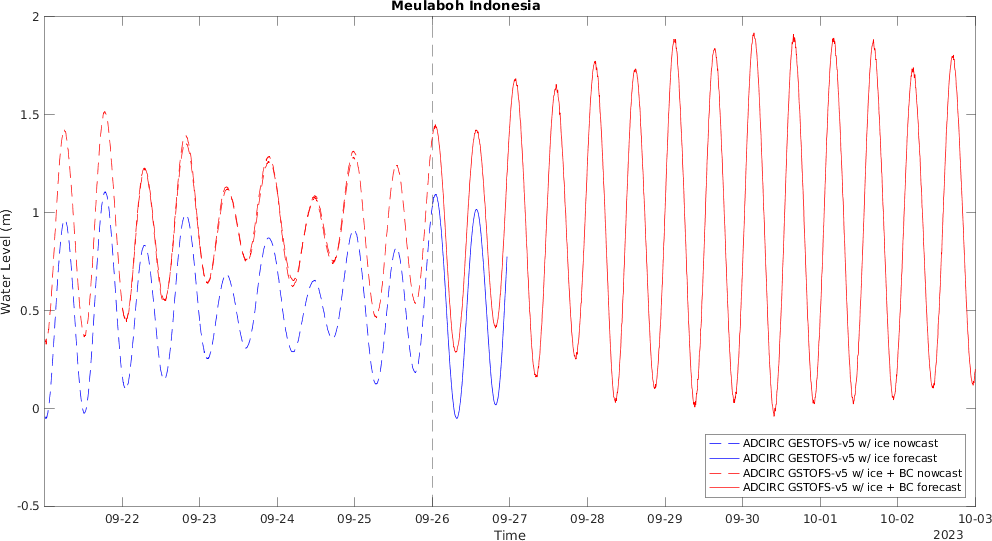 Meulaboh Indonesia
2
1.5
1
0.5
0
-0.5
Water Level (m)
ADCIRC GESTOFS-v5 w/ ice nowcast
ADCIRC GESTOFS-v5 w/ ice forecast
ADCIRC GSTOFS-v5 w/ ice + BC nowcast
ADCIRC GSTOFS-v5 w/ ice + BC forecast
09-22 09-23 09-24 09-25 09-26 09-27 09-28 09-29 09-30 10-01 10-02 10-03
Time
2023